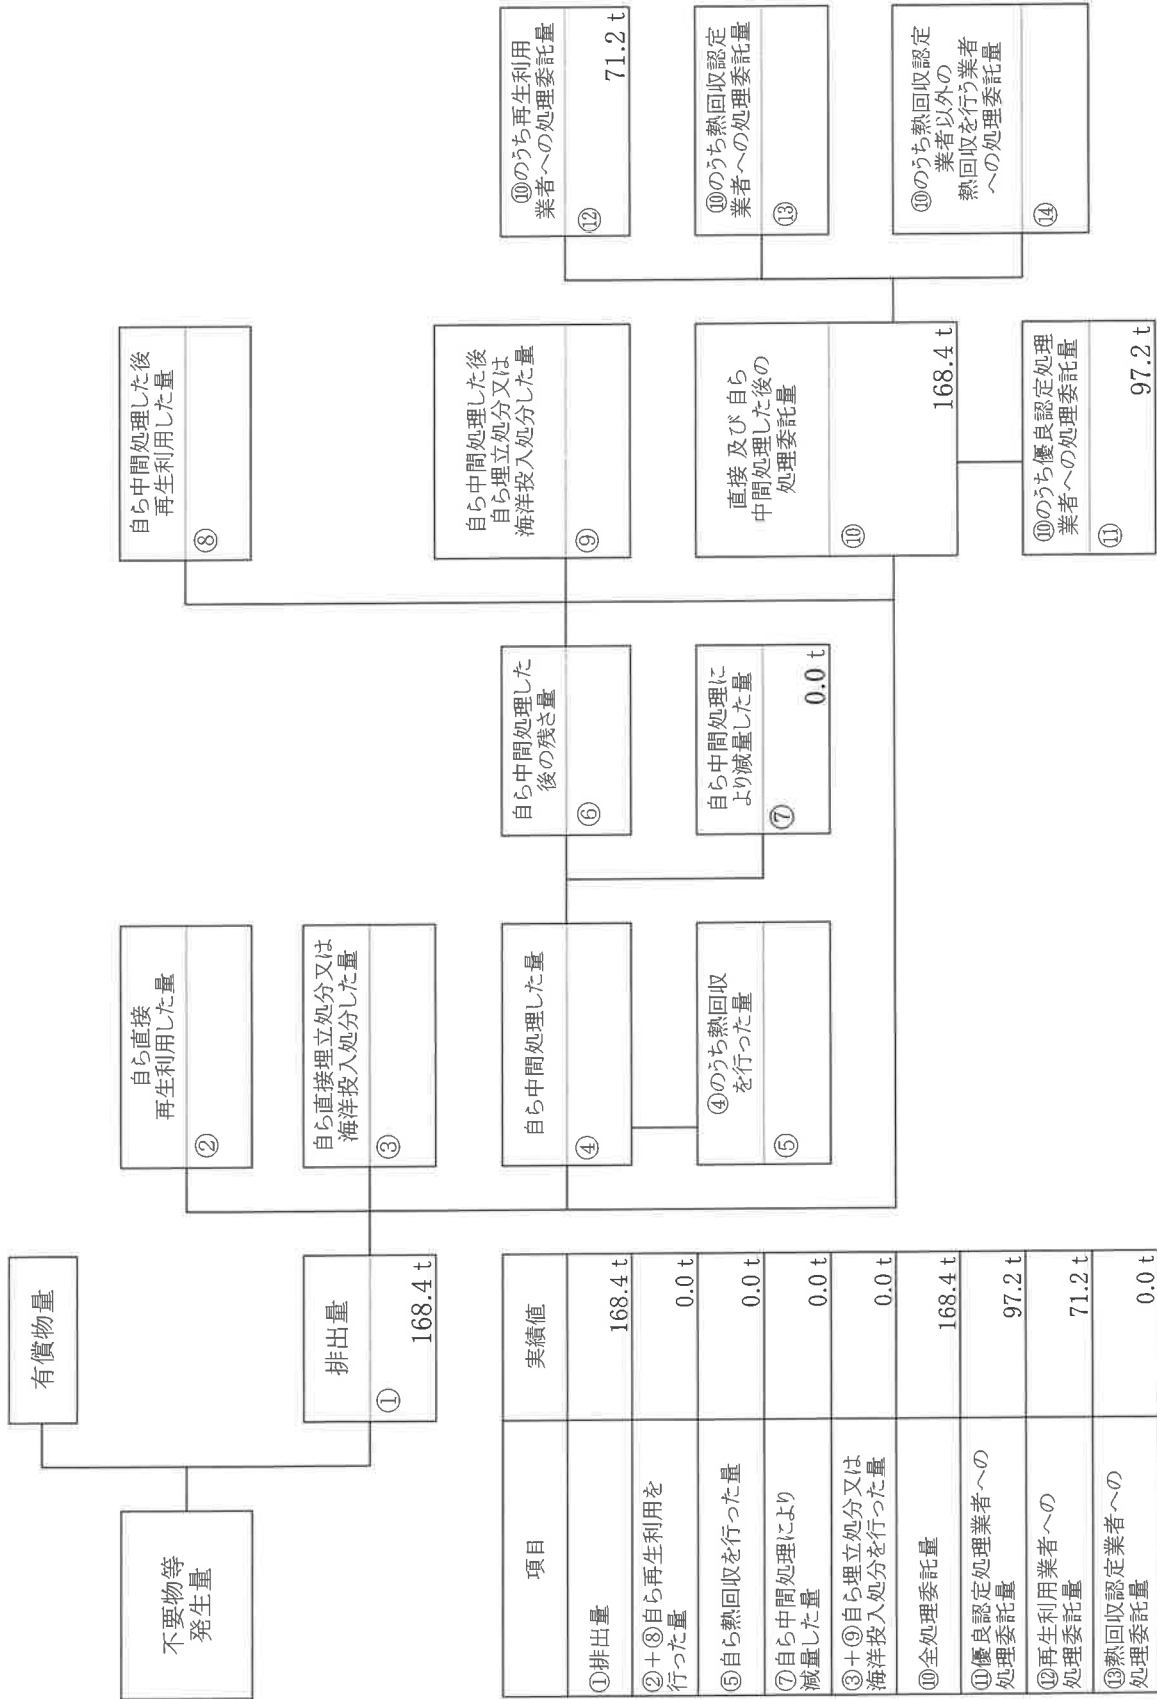 不要物等
発生量
有償物量
排出量
①
168.4 t
自ら直接
再生利用した量
②
自ら直接埋立処分又は
海洋投入処分した量
③
自ら中間処理した量
④
④のうち熱回収
を行った量
⑤
自ら中間処理した
後の残さ量
⑥
自ら中間処理に
より減量した量
⑦
0.0 t
自ら中間処理した後
再生利用した量
⑧
自ら中間処理した後
自ら埋立処分又は
海洋投入処分した量
⑨
直接 及び 自ら
中間処理した後の
処理委託量
⑩
168.4 t
⑩のうち優良認定処理
業者への処理委託量
⑪
97.2 t
⑩のうち再生利用
業者への処理委託量
⑫
71.2 t
⑩のうち熱回収認定
業者への処理委託量
⑬
⑩のうち熱回収認定
業者以外の
熱回収を行う業者
への処理委託量
⑭
項目 実績値
①排出量 168.4 t
②+⑧自ら再生利用を
行った量 0.0 t
⑤自ら熱回収を行った量 0.0 t
⑦自ら中間処理により
減量した量 0.0 t
③+⑨自ら埋立処分又は
海洋投入処分を行った量 0.0 t
⑩全処理委託量 168.4 t
⑪優良認定処理業者への
処理委託量 97.2 t
⑫再生利用業者への
処理委託量 71.2 t
⑬熱回収認定業者への
処理委託量 0.0 t